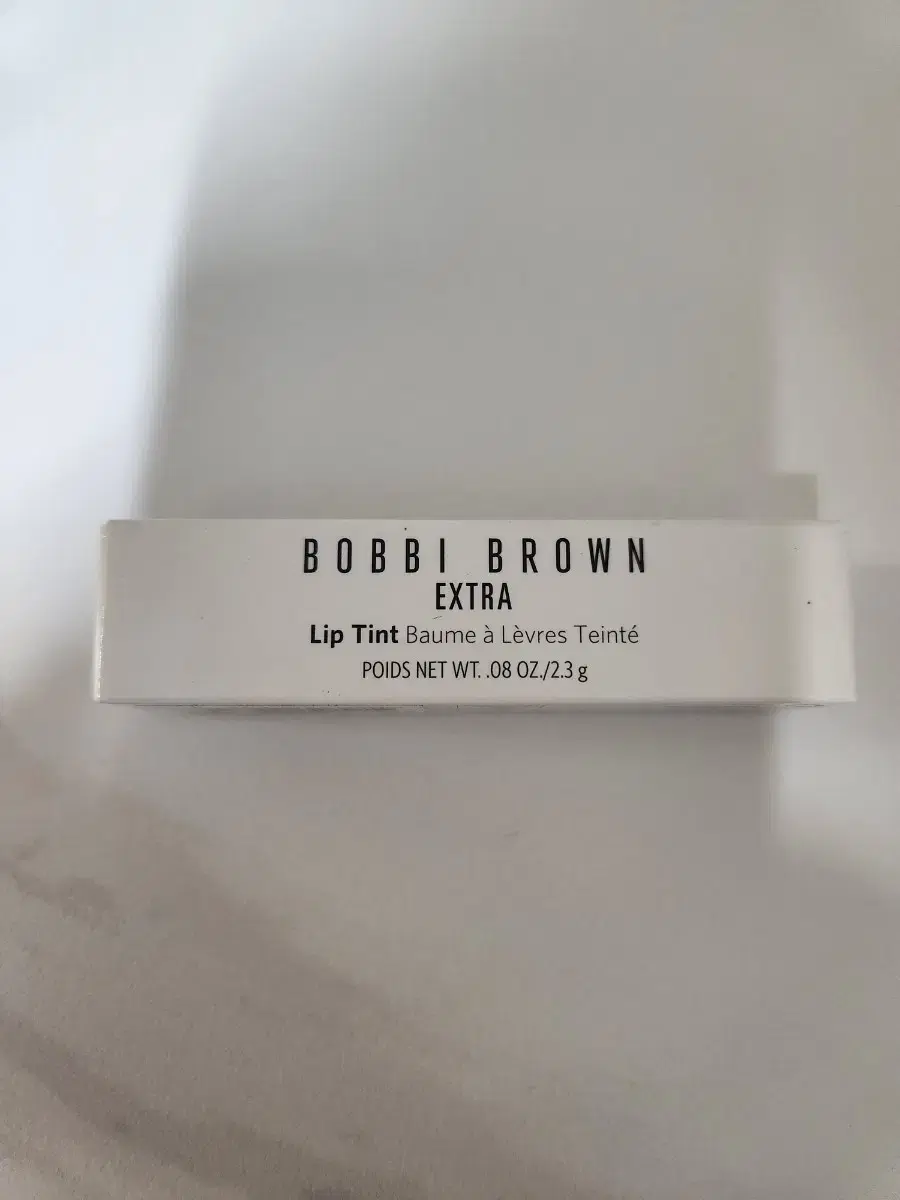 BOBBI BROWN
EXTRA
Lip Tint Baume à Lèvres Teinté
POIDS NET WT. .08 OZ./2.3 g